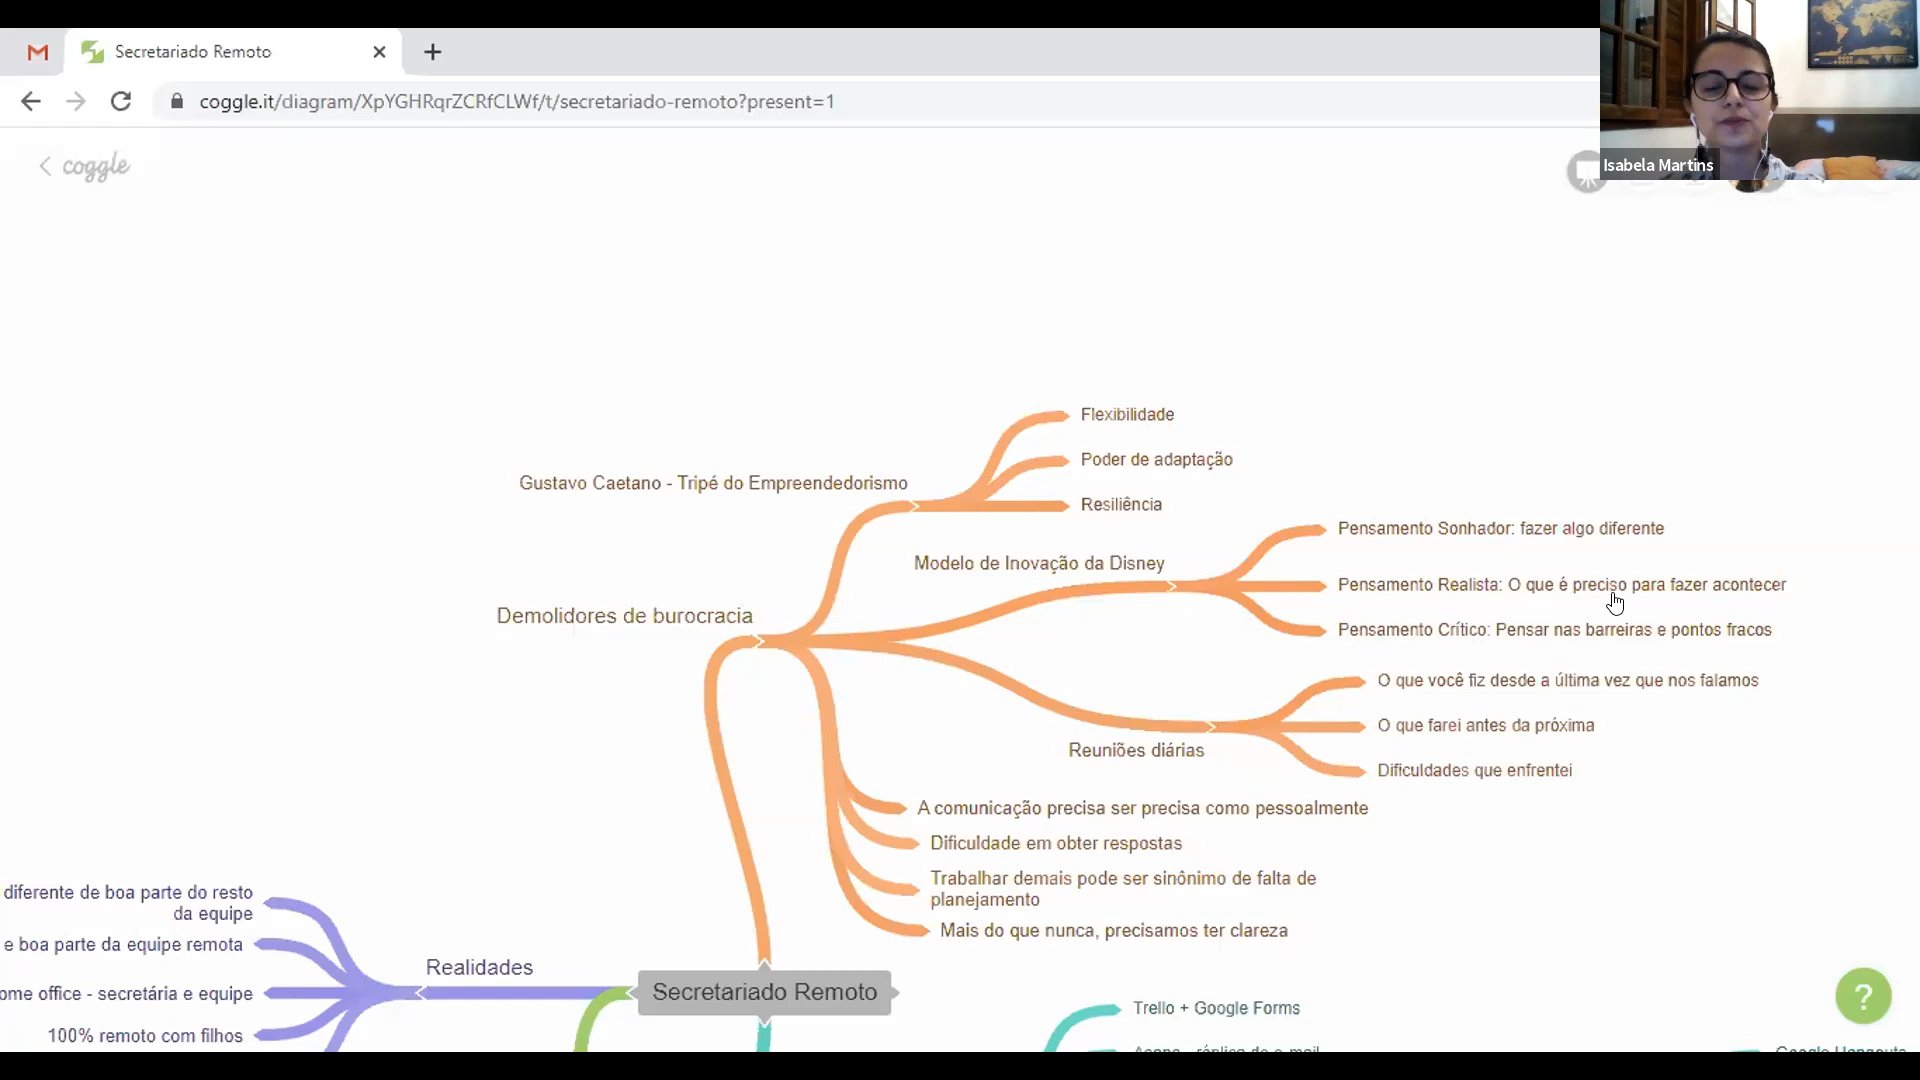 Secretariado Remoto
coggle.it/diagram/XpYGHRqrZCRfCLWf/t/secretariado-remoto?present=1
coggle
Isabela Martins
Flexibilidade
Poder de adaptação
Gustavo Caetano - Tripé do Empreendedorismo
Resiliência
Pensamento Sonhador: fazer algo diferente
Modelo de Inovação da Disney
Pensamento Realista: O que é preciso para fazer acontecer
Demolidores de burocracia
Pensamento Crítico: Pensar nas barreiras e pontos fracos
O que você fiz desde a última vez que nos falamos
O que farei antes da próxima
Reuniões diárias
Dificuldades que enfrentei
A comunicação precisa ser precisa como pessoalmente
Dificuldade em obter respostas
Trabalhar demais pode ser sinônimo de falta de
planejamento
Mais do que nunca, precisamos ter clareza
diferente de boa parte do resto
da equipe
e boa parte da equipe remota
Realidades
ome office - secretária e equipe
100% remoto com filhos
Secretariado Remoto
Trello + Google Forms
?